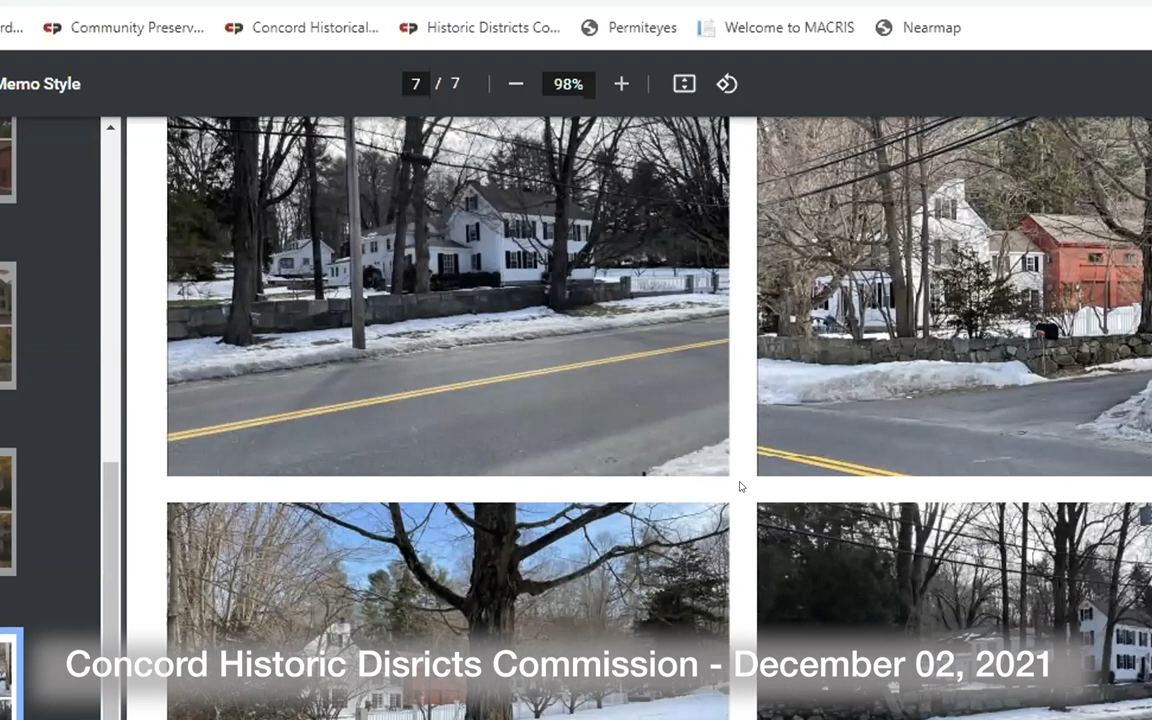 rd... Community Preserv... Concord Historical... Historic Districts Co... Permiteyes Welcome to MACRIS Nearmap
Memo Style 7 / 7 98%
Concord Historic Disricts Commission - December 02, 2021